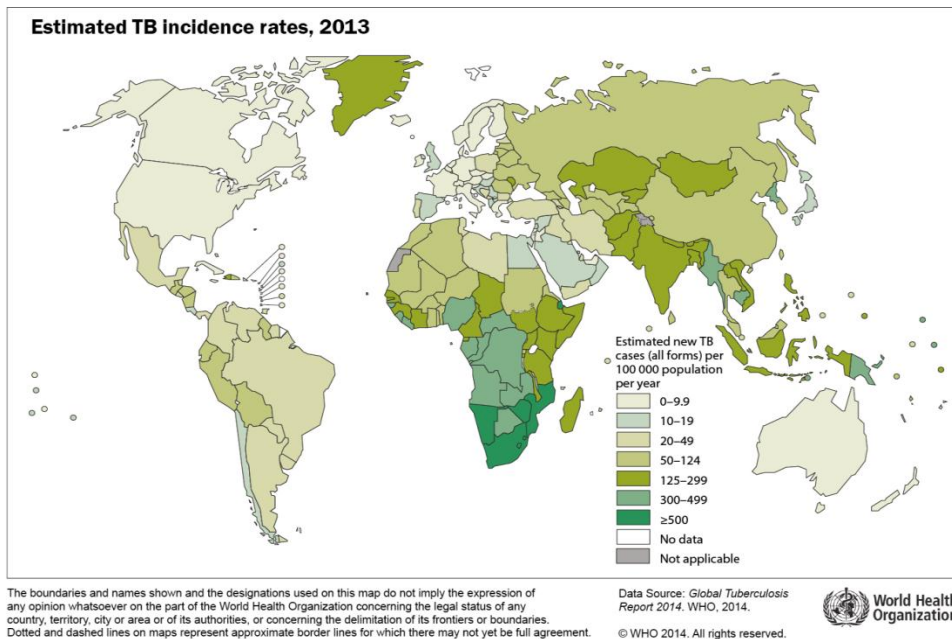 Estimated TB incidence rates, 2013
Estimated new TB
cases (all forms) per
100 000 population
per year
0–9.9
10–19
20–49
50–124
125–299
300–499
≥500
No data
Not applicable
The boundaries and names shown and the designations used on this map do not imply the expression of
any opinion whatsoever on the part of the World Health Organization concerning the legal status of any
country, territory, city or area or of its authorities, or concerning the delimitation of its frontiers or boundaries.
Dotted and dashed lines on maps represent approximate border lines for which there may not yet be full agreement.
Data Source: Global Tuberculosis
Report 2014. WHO, 2014.
© WHO 2014. All rights reserved.
World Health
Organization